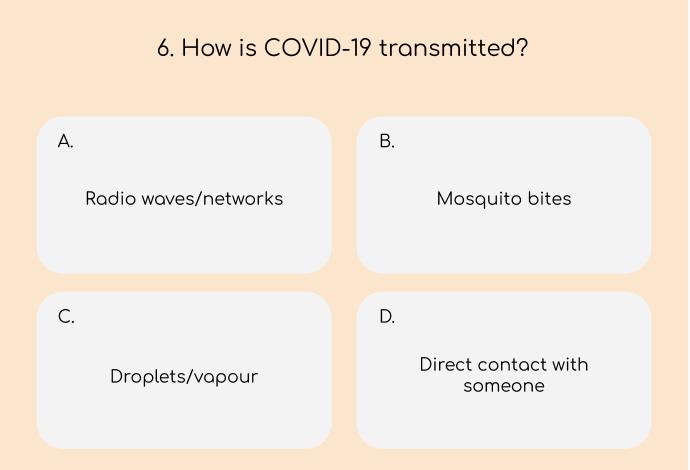 6. How is COVID-19 transmitted?
A.
Radio waves/networks
B.
Mosquito bites
C.
Droplets/vapour
D.
Direct contact with
someone